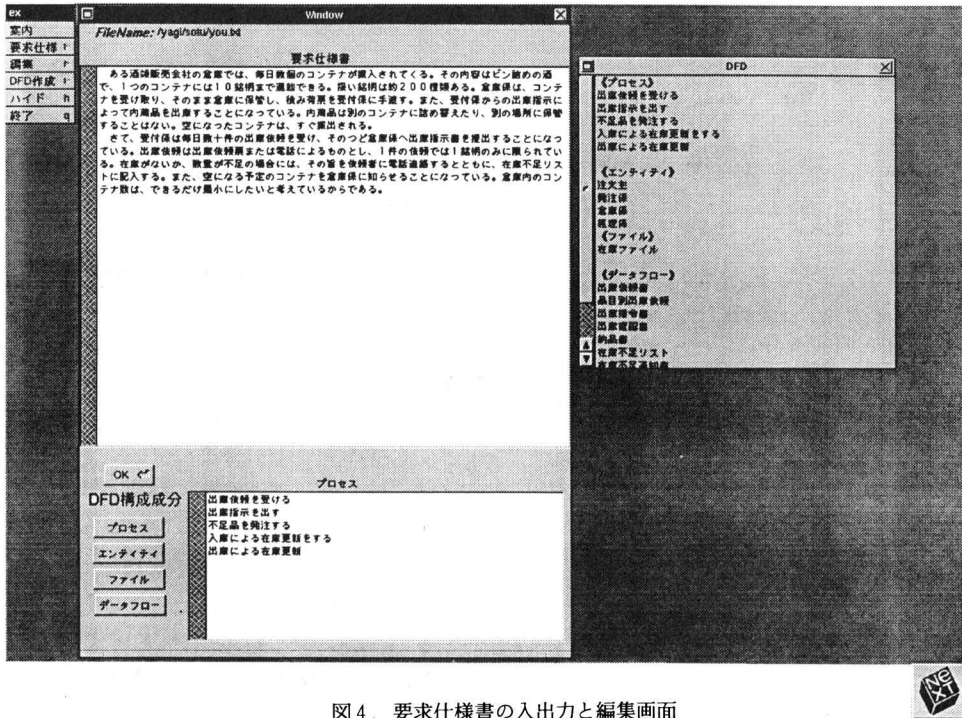 ex
案内
要求仕様 r
編集 r
DFD作成 r
ハイド h
終了 q
Window
FileName: /yagi/sotu/you.txt
要求仕様書
ある酒類販売会社の倉庫では、毎日数個のコンテナが搬入されてくる。その内容はビン詰めの酒
で、1つのコンテナには10銘柄まで混載できる。扱い銘柄は約200種類ある。倉庫係は、コンテ
ナを受け取り、そのまま倉庫に保管し、積み荷票を受付係に手渡す。また、受付係からの出庫指示に
よって内蔵品を出庫することになっている。内蔵品は別のコンテナに詰め替えたり、別の場所に保管
することはない。空になったコンテナは、すぐ搬出される。
さて、受付係は毎日数十件の出庫依頼を受け、そのつど倉庫係へ出庫指示書を提出することになっ
ている。出庫依頼は出庫依頼票または電話によるものとし、1件の依頼では1銘柄のみに限られてい
る。在庫がないか、数量が不足の場合には、その旨を依頼者に電話連絡するとともに、在庫不足リス
トに記入する。また、空になる予定のコンテナを倉庫係に知らせることになっている。倉庫内のコン
テナ数は、できるだけ最小にしたいと考えているからである。
OK
DFD構成成分
プロセス
エンティティ
ファイル
データフロー
プロセス
出庫依頼を受ける
出庫指示を出す
不足品を発注する
入庫による在庫更新をする
出庫による在庫更新
DFD
《プロセス》
出庫依頼を受ける
出庫指示を出す
不足品を発注する
入庫による在庫更新をする
出庫による在庫更新
《エンティティ》
注文主
発注係
倉庫係
経理係
《ファイル》
在庫ファイル
《データフロー》
出庫依頼書
品目別出庫依頼
出庫指令書
出庫確認書
納品書
在庫不足リスト
在庫不足通知書
NeXT
図4. 要求仕様書の入出力と編集画面